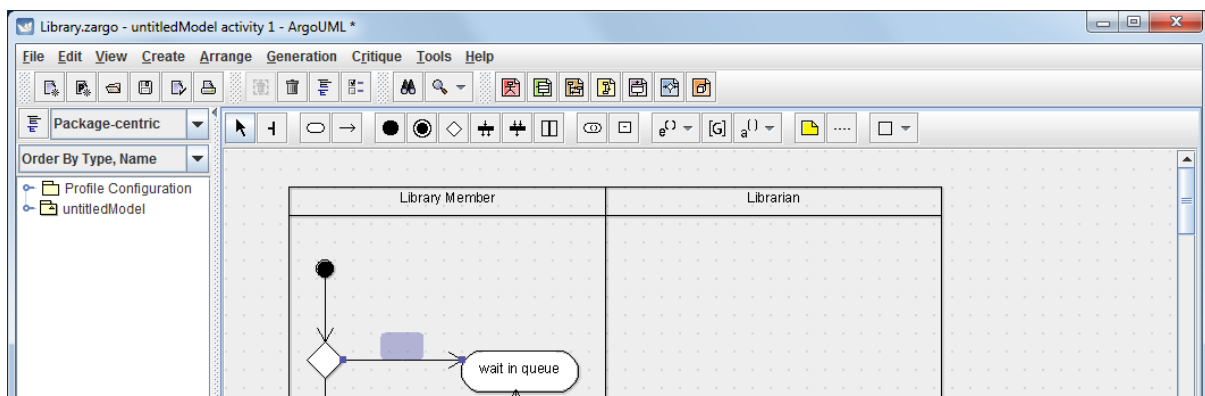 Library.zargo - untitledModel activity 1 - ArgoUML *
File Edit View Create Arrange Generation Critique Tools Help
Package-centric
[G]
e()
a()
Order By Type, Name
Profile Configuration
untitledModel
Library Member
Librarian
wait in queue